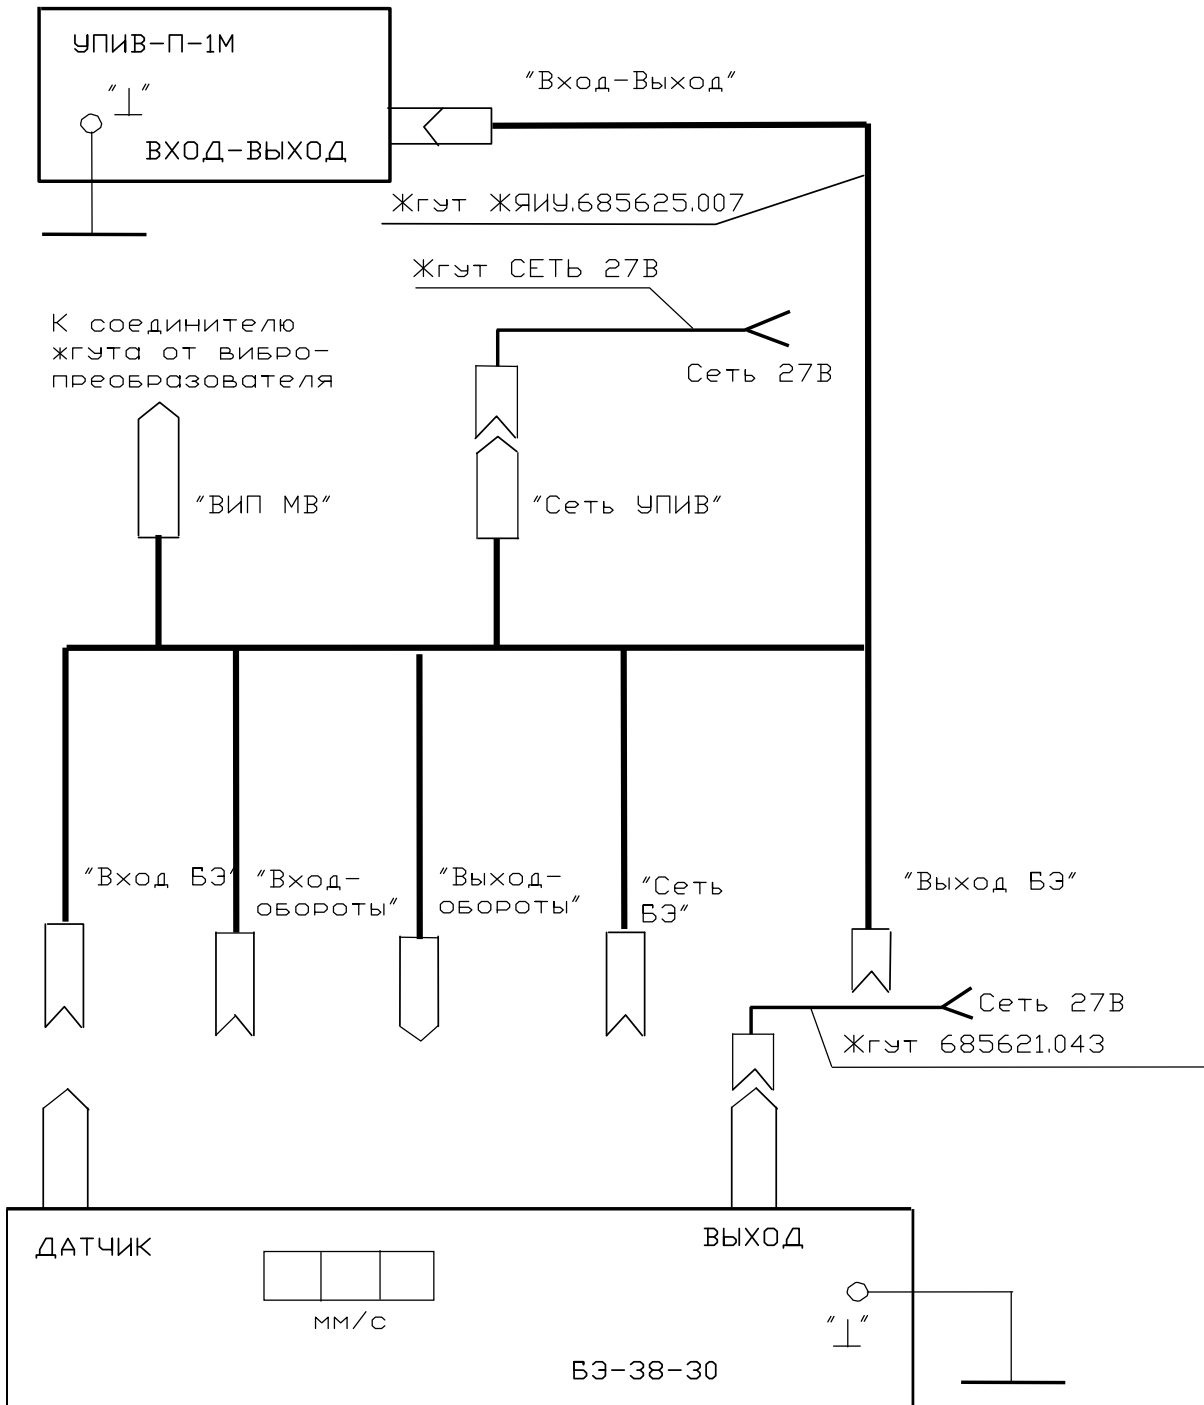 УПИВ-П-1М
"⊥"
ВХОД-ВЫХОД
"Вход-Выход"
Жгут ЖЯИУ.685625.007
Жгут СЕТЬ 27В
К соединителю
жгута от вибро-
преобразователя
Сеть 27В
"ВИП МВ"
"Сеть УПИВ"
"Вход БЭ"
"Вход-
обороты"
"Выход-
обороты"
"Сеть
БЭ"
"Выход БЭ"
Сеть 27В
Жгут 685621.043
ДАТЧИК
ВЫХОД
мм/с
"⊥"
БЭ-38-30